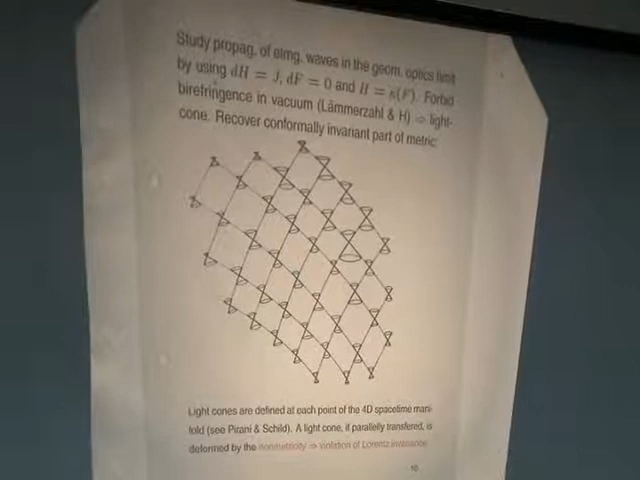 Study propag. of elmg. waves in the geom. optics limit
by using dH = J, dF = 0 and H = κ(F). Forbid
birefringence in vacuum (Lämmerzahl & H) ⇒ light-
cone. Recover conformally invariant part of metric:
Light cones are defined at each point of the 4D spacetime mani-
fold (see Pirani & Schild). A light cone, if parallelly transfered, is
deformed by the nonmetricity ⇒ violation of Lorentz invariance.
10